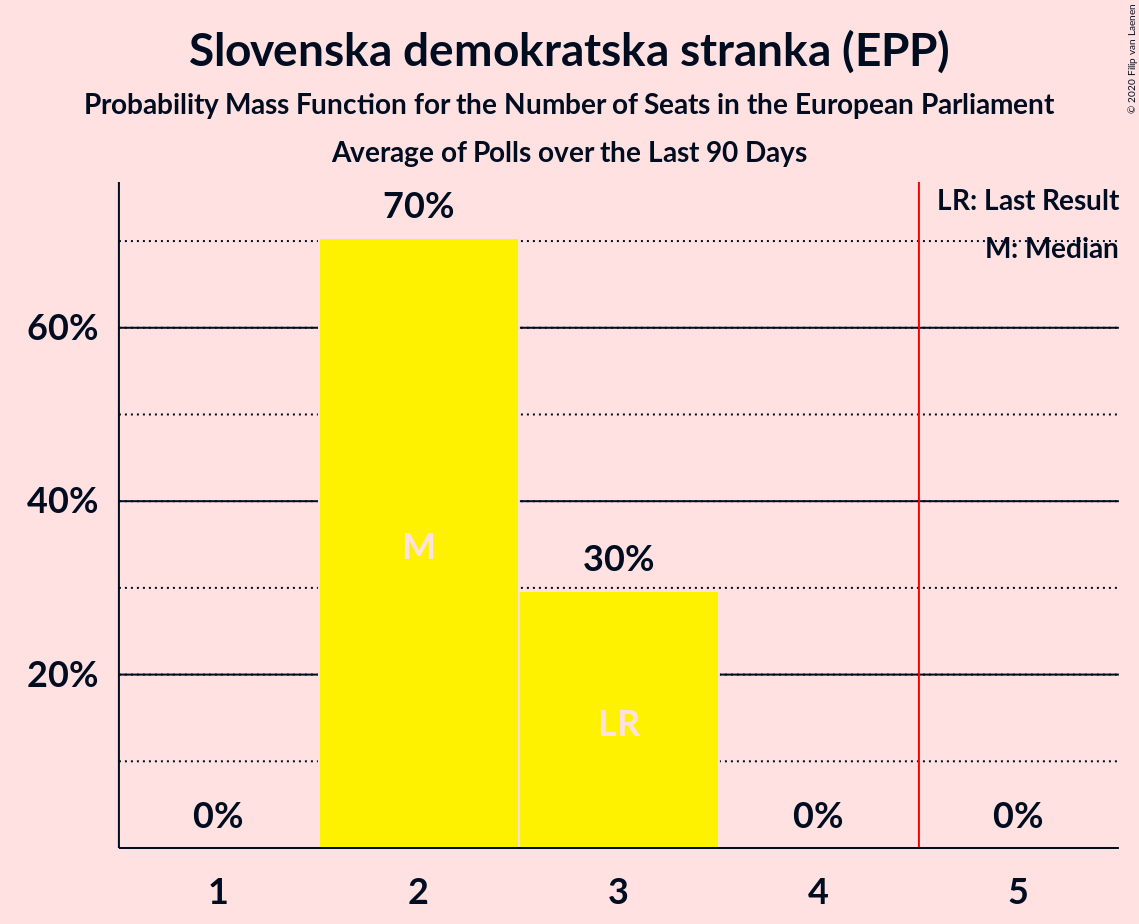 Slovenska demokratska stranka (EPP)
Probability Mass Function for the Number of Seats in the European Parliament
Average of Polls over the Last 90 Days
© 2020 Filip van Laenen
LR: Last Result
M: Median
70%
60%
40%
M
30%
20%
LR
0%
0%
0%
1
2
3
4
5